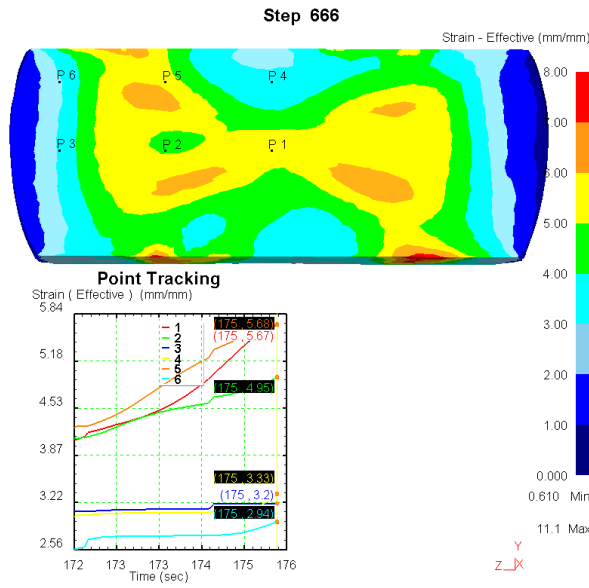 Step 666
Strain - Effective (mm/mm)
8.00
7.00
6.00
5.00
4.00
3.00
2.00
1.00
0.000
0.610 Min
11.1 Max
P 6
P 5
P 4
P 3
P 2
P 1
Point Tracking
Strain ( Effective ) (mm/mm)
5.84
5.18
4.53
3.87
3.22
2.56
1
2
3
4
5
6
(175 , 5.68)
(175 , 5.67)
(175 , 4.95)
(175 , 3.33)
(175 , 3.2)
(175 , 2.94)
172 173 174 175 176
Time (sec)
Y
Z X